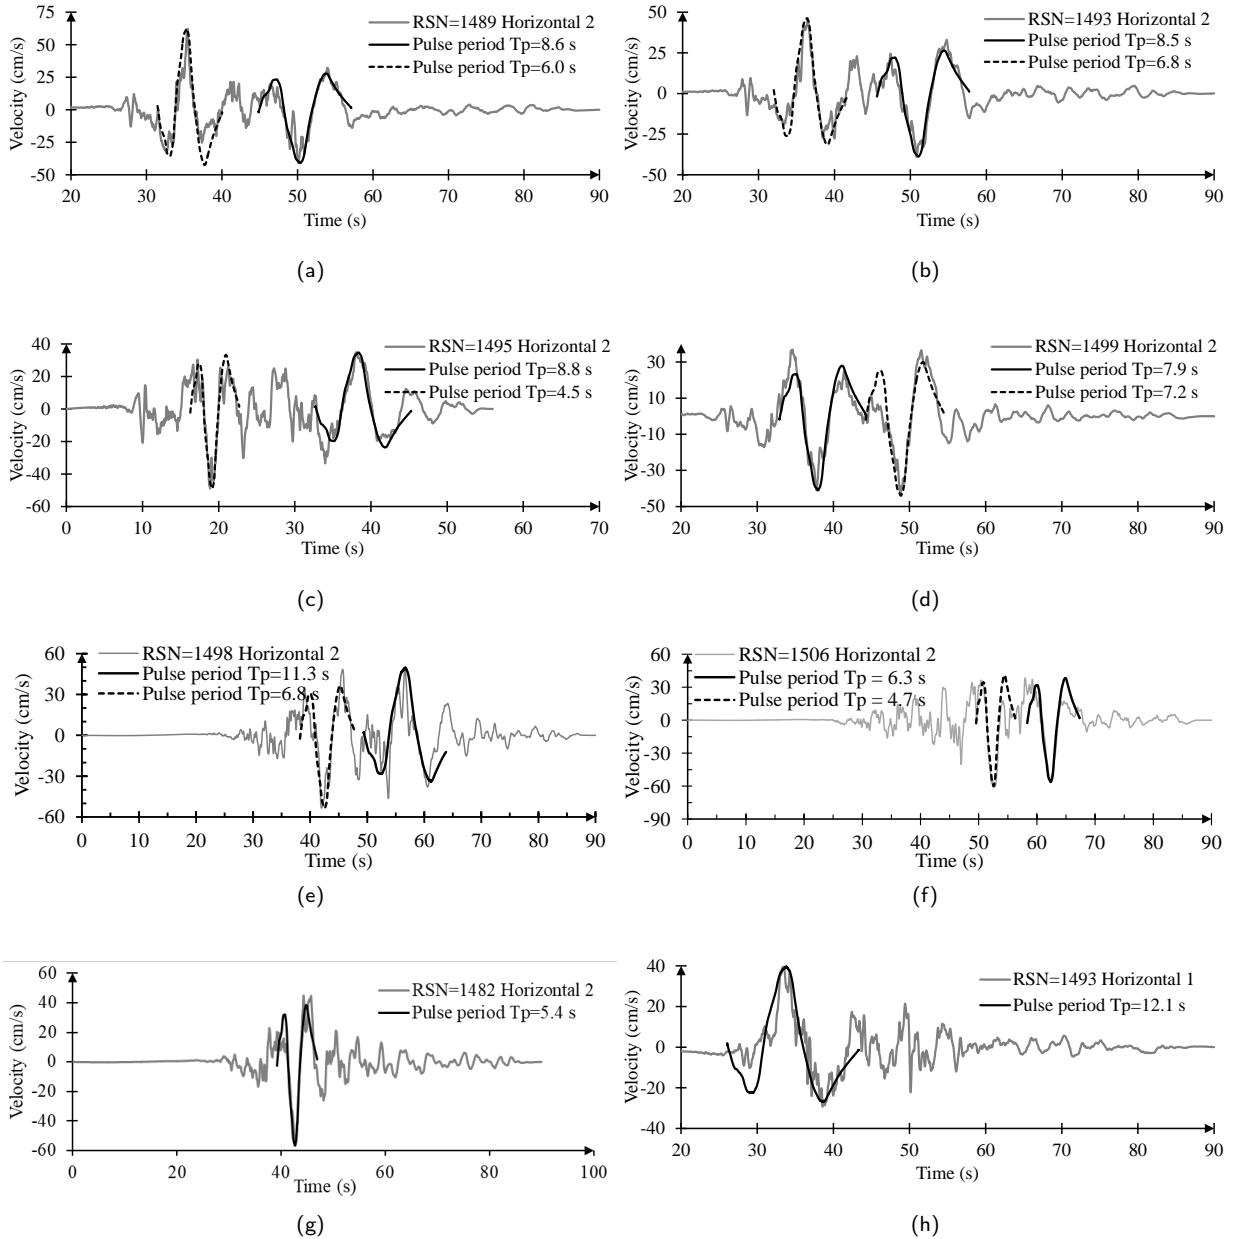 RSN=1489 Horizontal 2
Pulse period Tp=8.6 s
Pulse period Tp=6.0 s
Velocity (cm/s)
75
50
25
0
-25
-50
20 30 40 50 60 70 80 90
Time (s)
(a)
RSN=1493 Horizontal 2
Pulse period Tp=8.5 s
Pulse period Tp=6.8 s
Velocity (cm/s)
50
25
0
-25
-50
20 30 40 50 60 70 80 90
Time (s)
(b)
RSN=1495 Horizontal 2
Pulse period Tp=8.8 s
Pulse period Tp=4.5 s
Velocity (cm/s)
40
20
0
-20
-40
-60
0 10 20 30 40 50 60 70
Time (s)
(c)
RSN=1499 Horizontal 2
Pulse period Tp=7.9 s
Pulse period Tp=7.2 s
Velocity (cm/s)
30
10
-10
-30
-50
20 30 40 50 60 70 80 90
Time (s)
(d)
RSN=1498 Horizontal 2
Pulse period Tp=11.3 s
Pulse period Tp=6.8 s
Velocity (cm/s)
60
30
0
-30
-60
0 10 20 30 40 50 60 70 80 90
Time (s)
(e)
RSN=1506 Horizontal 2
Pulse period Tp = 6.3 s
Pulse period Tp = 4.7 s
Velocity (cm/s)
60
30
0
-30
-60
-90
0 10 20 30 40 50 60 70 80 90
Time (s)
(f)
RSN=1482 Horizontal 2
Pulse period Tp=5.4 s
Velocity (cm/s)
60
40
20
0
-20
-40
-60
0 20 40 60 80 100
Time (s)
(g)
RSN=1493 Horizontal 1
Pulse period Tp=12.1 s
Velocity (cm/s)
40
20
0
-20
-40
20 30 40 50 60 70 80 90
Time (s)
(h)